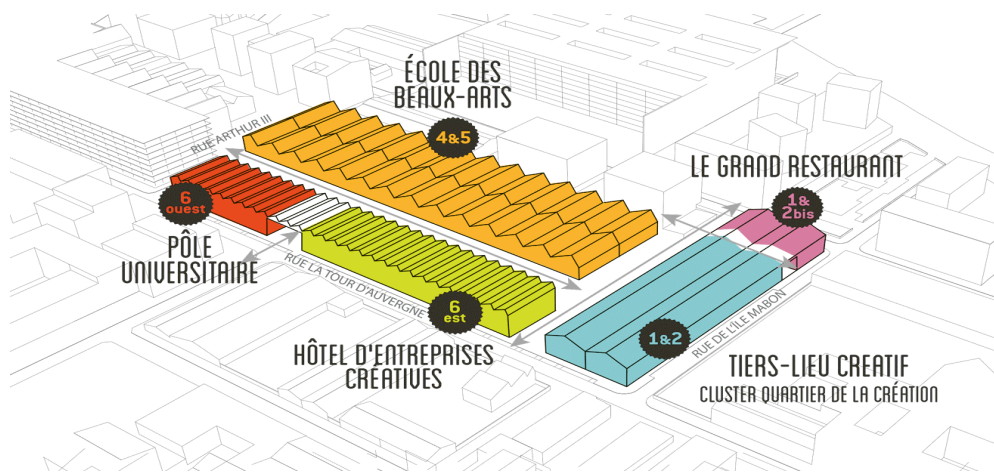 ÉCOLE DES
BEAUX-ARTS
4&5
RUE ARTHUR III
LE GRAND RESTAURANT
1&
2bis
6
ouest
PÔLE
UNIVERSITAIRE
RUE LA TOUR D'AUVERGNE
6
est
HÔTEL D'ENTREPRISES
CRÉATIVES
1&2
RUE DE L'ÎLE MABON
TIERS-LIEU CREATIF
CLUSTER QUARTIER DE LA CRÉATION